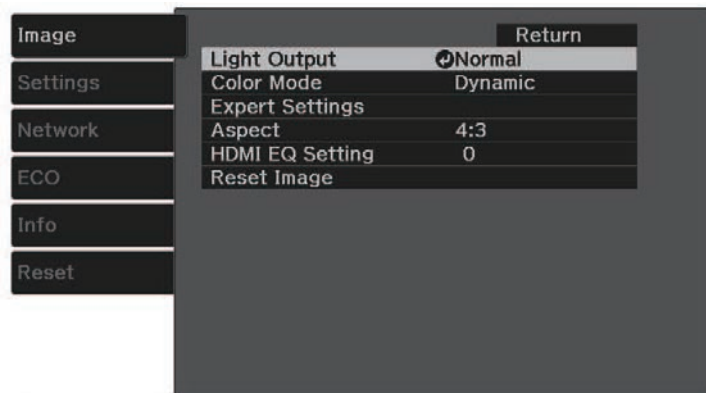 Image
Settings
Network
ECO
Info
Reset
Return
Light Output Normal
Color Mode Dynamic
Expert Settings
Aspect 4:3
HDMI EQ Setting 0
Reset Image